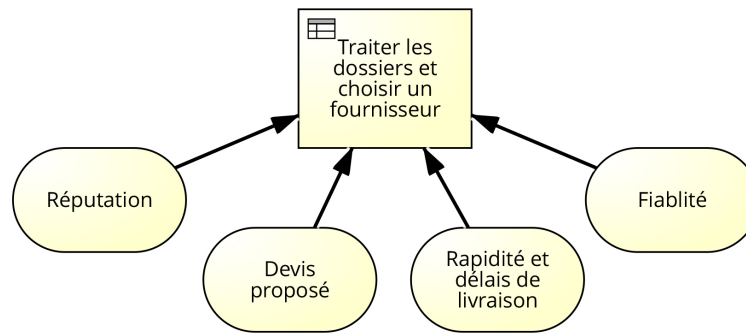 Traiter les
dossiers et
choisir un
fournisseur
Réputation
Devis
proposé
Rapidité et
délais de
livraison
Fiablité